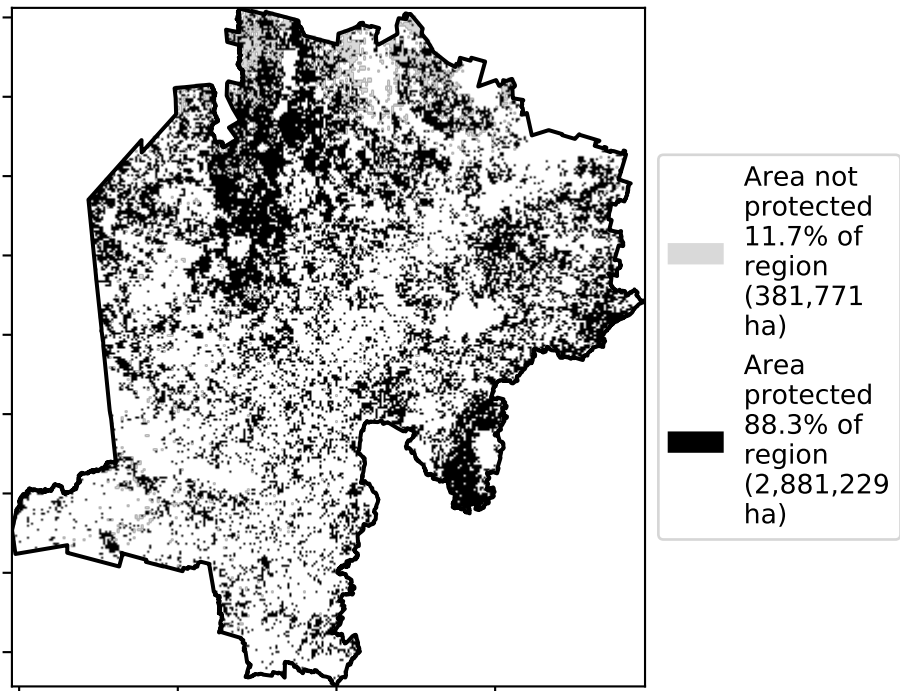 Area not
protected
11.7% of
region
(381,771
ha)
Area
protected
88.3% of
region
(2,881,229
ha)